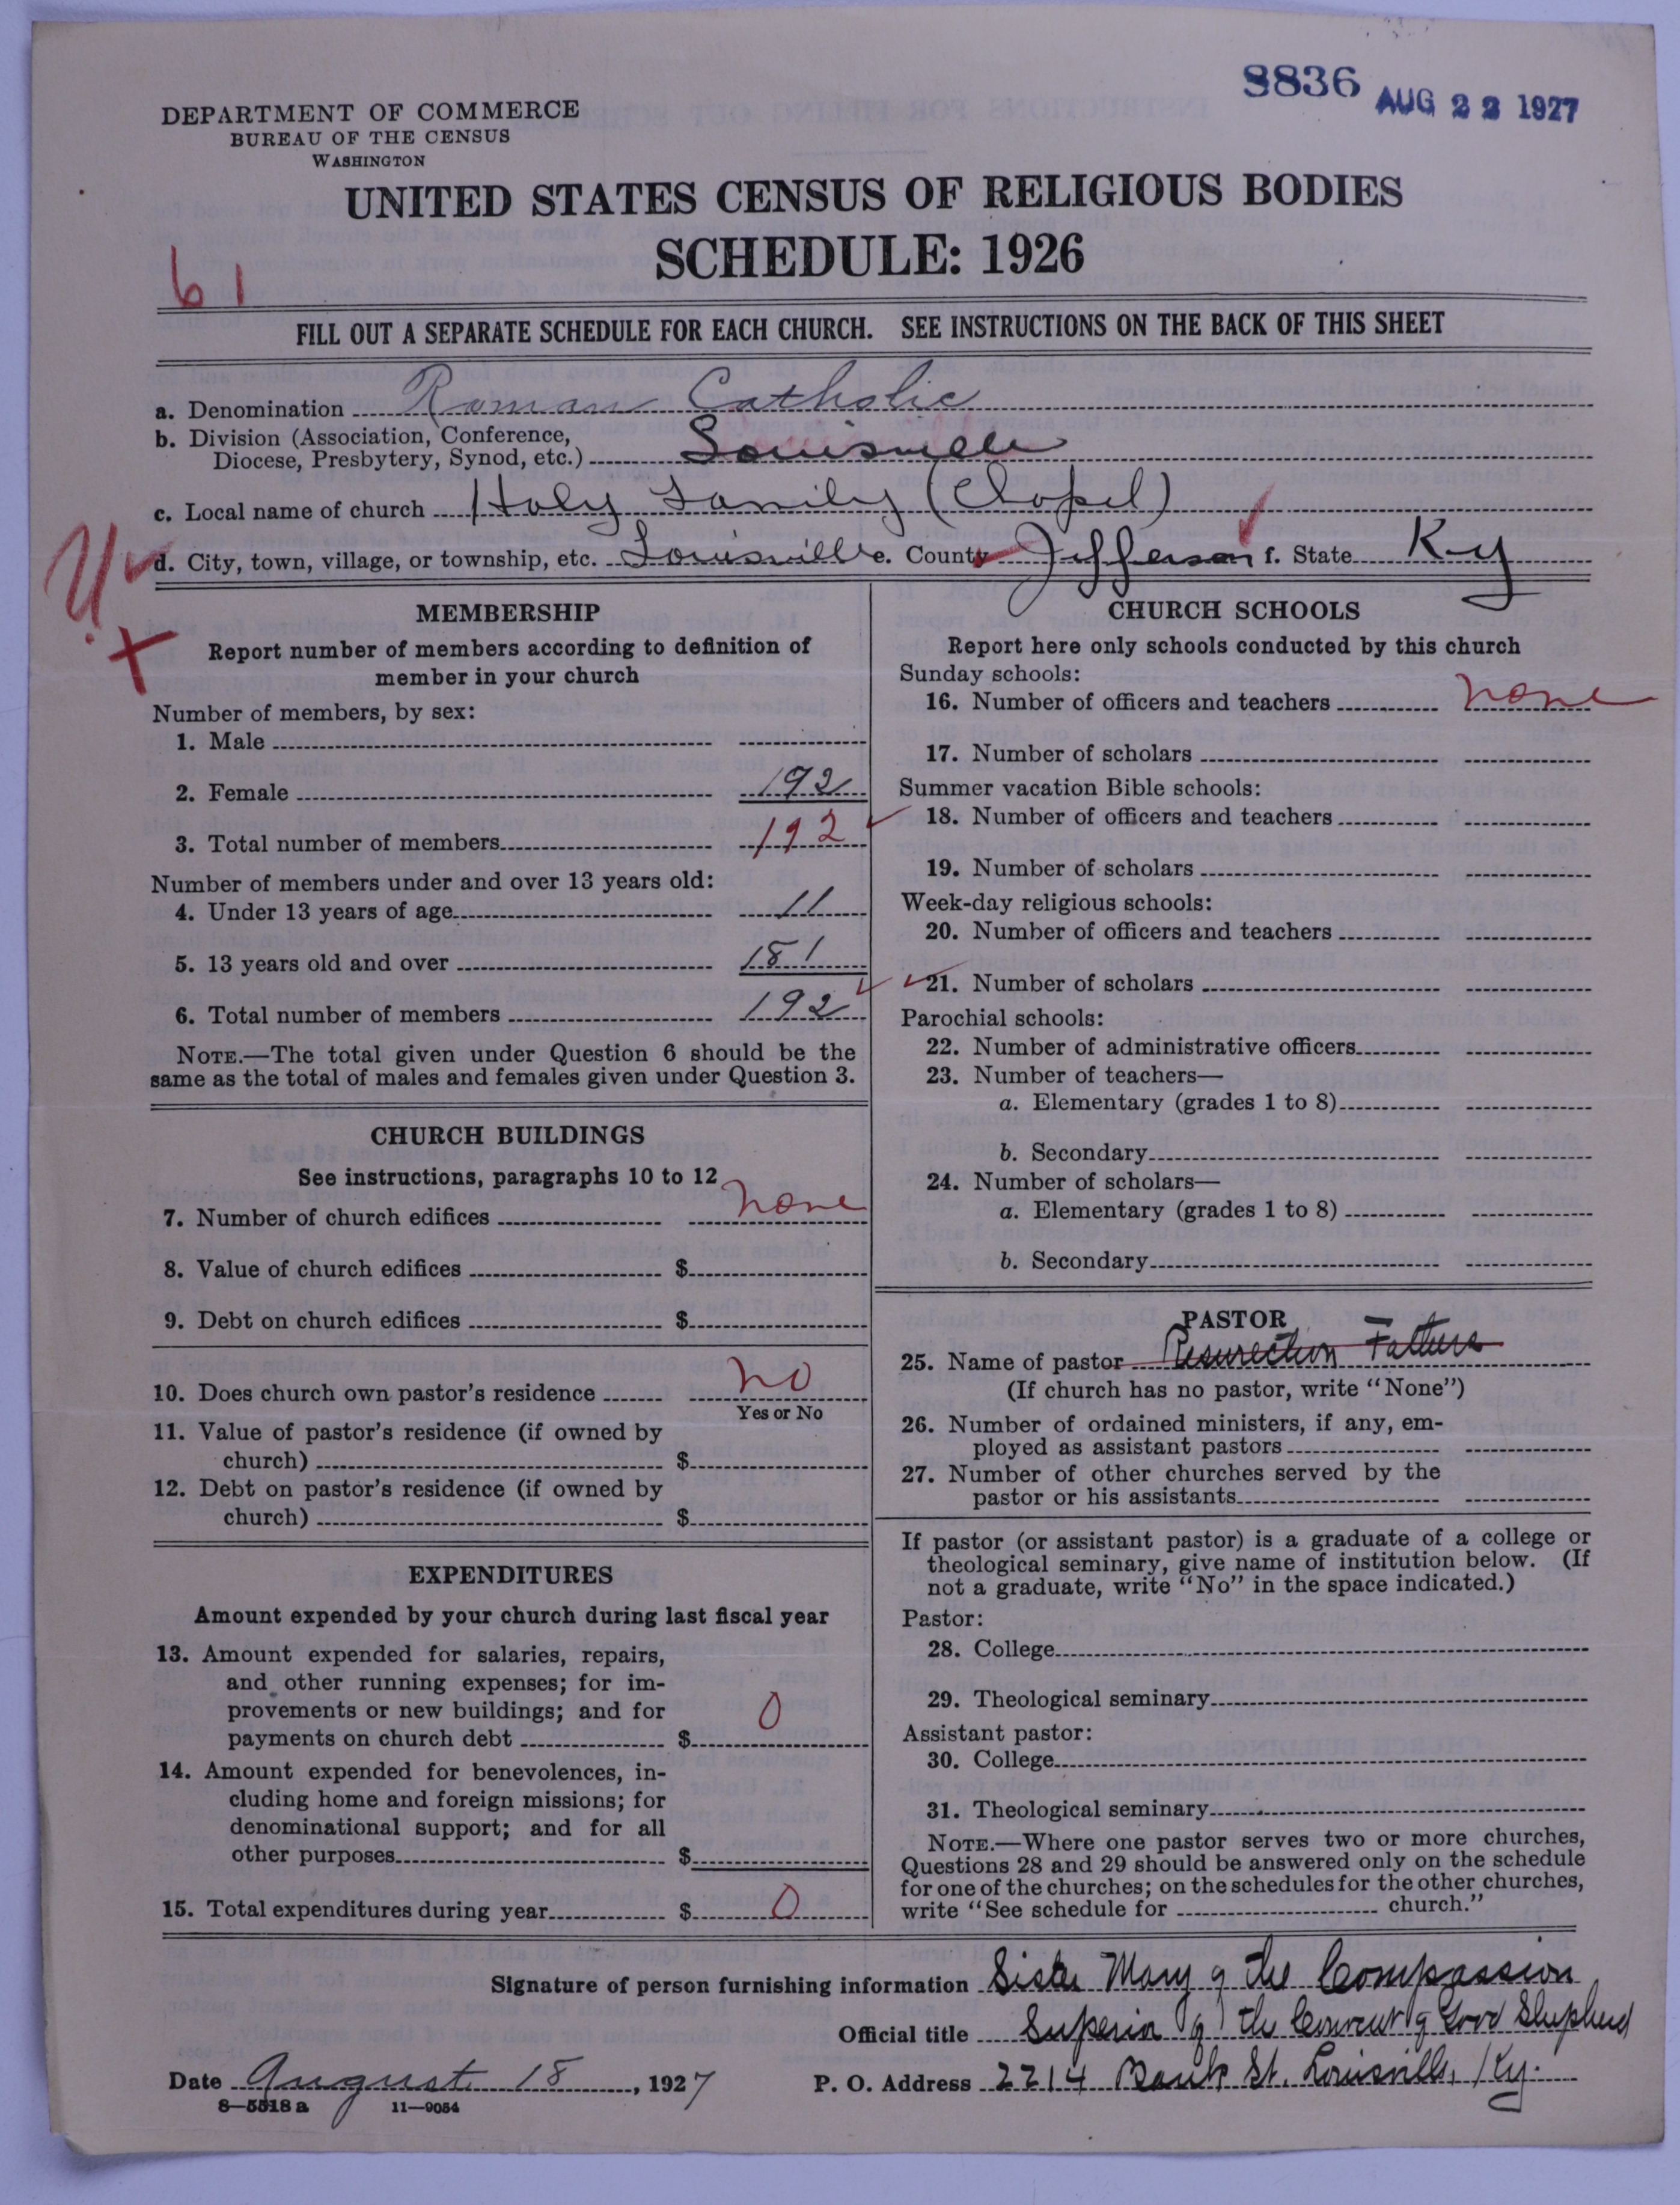 8836 AUG 22 1927
DEPARTMENT OF COMMERCE
BUREAU OF THE CENSUS
WASHINGTON
UNITED STATES CENSUS OF RELIGIOUS BODIES
SCHEDULE: 1926
61
FILL OUT A SEPARATE SCHEDULE FOR EACH CHURCH. SEE INSTRUCTIONS ON THE BACK OF THIS SHEET
a. Denomination Roman Catholic
b. Division (Association, Conference,
Diocese, Presbytery, Synod, etc.) Louisville
c. Local name of church Holy Family (Chapel)
d. City, town, village, or township, etc. Louisville e. County Jefferson f. State Ky
MEMBERSHIP
Report number of members according to definition of
member in your church
Number of members, by sex:
1. Male
2. Female 192
3. Total number of members 192
Number of members under and over 13 years old:
4. Under 13 years of age 11
5. 13 years old and over 181
6. Total number of members 192
NOTE.—The total given under Question 6 should be the
same as the total of males and females given under Question 3.
CHURCH BUILDINGS
See instructions, paragraphs 10 to 12
7. Number of church edifices none
8. Value of church edifices $
9. Debt on church edifices $
10. Does church own pastor's residence no
Yes or No
11. Value of pastor's residence (if owned by
church) $
12. Debt on pastor's residence (if owned by
church) $
EXPENDITURES
Amount expended by your church during last fiscal year
13. Amount expended for salaries, repairs,
and other running expenses; for im-
provements or new buildings; and for
payments on church debt $ 0
14. Amount expended for benevolences, in-
cluding home and foreign missions; for
denominational support; and for all
other purposes $
15. Total expenditures during year $ 0
CHURCH SCHOOLS
Report here only schools conducted by this church
Sunday schools:
16. Number of officers and teachers none
17. Number of scholars
Summer vacation Bible schools:
18. Number of officers and teachers
19. Number of scholars
Week-day religious schools:
20. Number of officers and teachers
21. Number of scholars
Parochial schools:
22. Number of administrative officers
23. Number of teachers—
a. Elementary (grades 1 to 8)
b. Secondary
24. Number of scholars—
a. Elementary (grades 1 to 8)
b. Secondary
PASTOR
25. Name of pastor Resurection Fathers
(If church has no pastor, write "None")
26. Number of ordained ministers, if any, em-
ployed as assistant pastors
27. Number of other churches served by the
pastor or his assistants
If pastor (or assistant pastor) is a graduate of a college or
theological seminary, give name of institution below. (If
not a graduate, write "No" in the space indicated.)
Pastor:
28. College
29. Theological seminary
Assistant pastor:
30. College
31. Theological seminary
NOTE.—Where one pastor serves two or more churches,
Questions 28 and 29 should be answered only on the schedule
for one of the churches; on the schedules for the other churches,
write "See schedule for church."
Signature of person furnishing information Sister Mary of the Compassion
Official title Superior of the Convent of Good Shepherd
Date August 18, 1927 P. O. Address 2214 Bank St. Louisville, Ky.
8—5518 a 11—9054